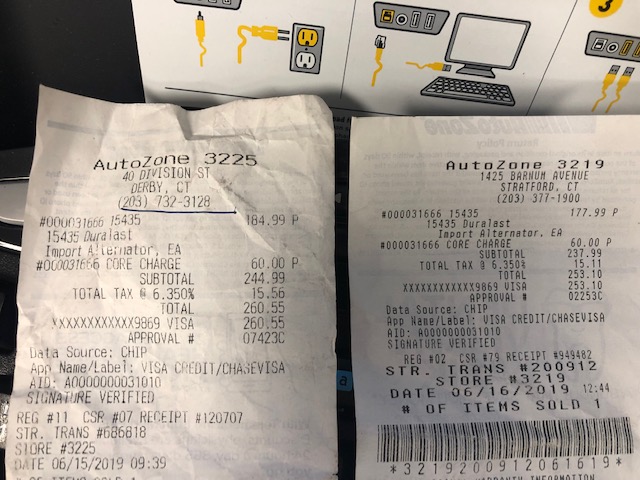 3
AutoZone 3225
40 DIVISION ST
DERBY, CT
(203) 732-3128
#000031666 15435 184.99 P
15435 Duralast
Import Alternator, EA
#000031666 CORE CHARGE 60.00 P
SUBTOTAL 244.99
TOTAL TAX @ 6.350% 15.56
TOTAL 260.55
XXXXXXXXXXXX9869 VISA 260.55
APPROVAL # 07423C
Data Source: CHIP
App Name/Label: VISA CREDIT/CHASEVISA
AID: A0000000031010
SIGNATURE VERIFIED
REG #11 CSR #07 RECEIPT #120707
STR. TRANS #686818
STORE #3225
DATE 06/15/2019 09:39
# OF ITEMS SOLD 1
AutoZone 3219
1425 BARNUM AVENUE
STRATFORD, CT
(203) 377-1900
#000031666 15435 177.99 P
15435 Duralast
Import Alternator, EA
#000031666 CORE CHARGE 60.00 P
SUBTOTAL 237.99
TOTAL TAX @ 6.350% 15.11
TOTAL 253.10
XXXXXXXXXXXX9869 VISA 253.10
APPROVAL # 02253C
Data Source: CHIP
App Name/Label: VISA CREDIT/CHASEVISA
AID: A0000000031010
SIGNATURE VERIFIED
REG #02 CSR #79 RECEIPT #949482
STR. TRANS #200912
STORE #3219
DATE 06/16/2019 12:44
# OF ITEMS SOLD 1
*3219200912061619*
WARRANTY INFORMATION